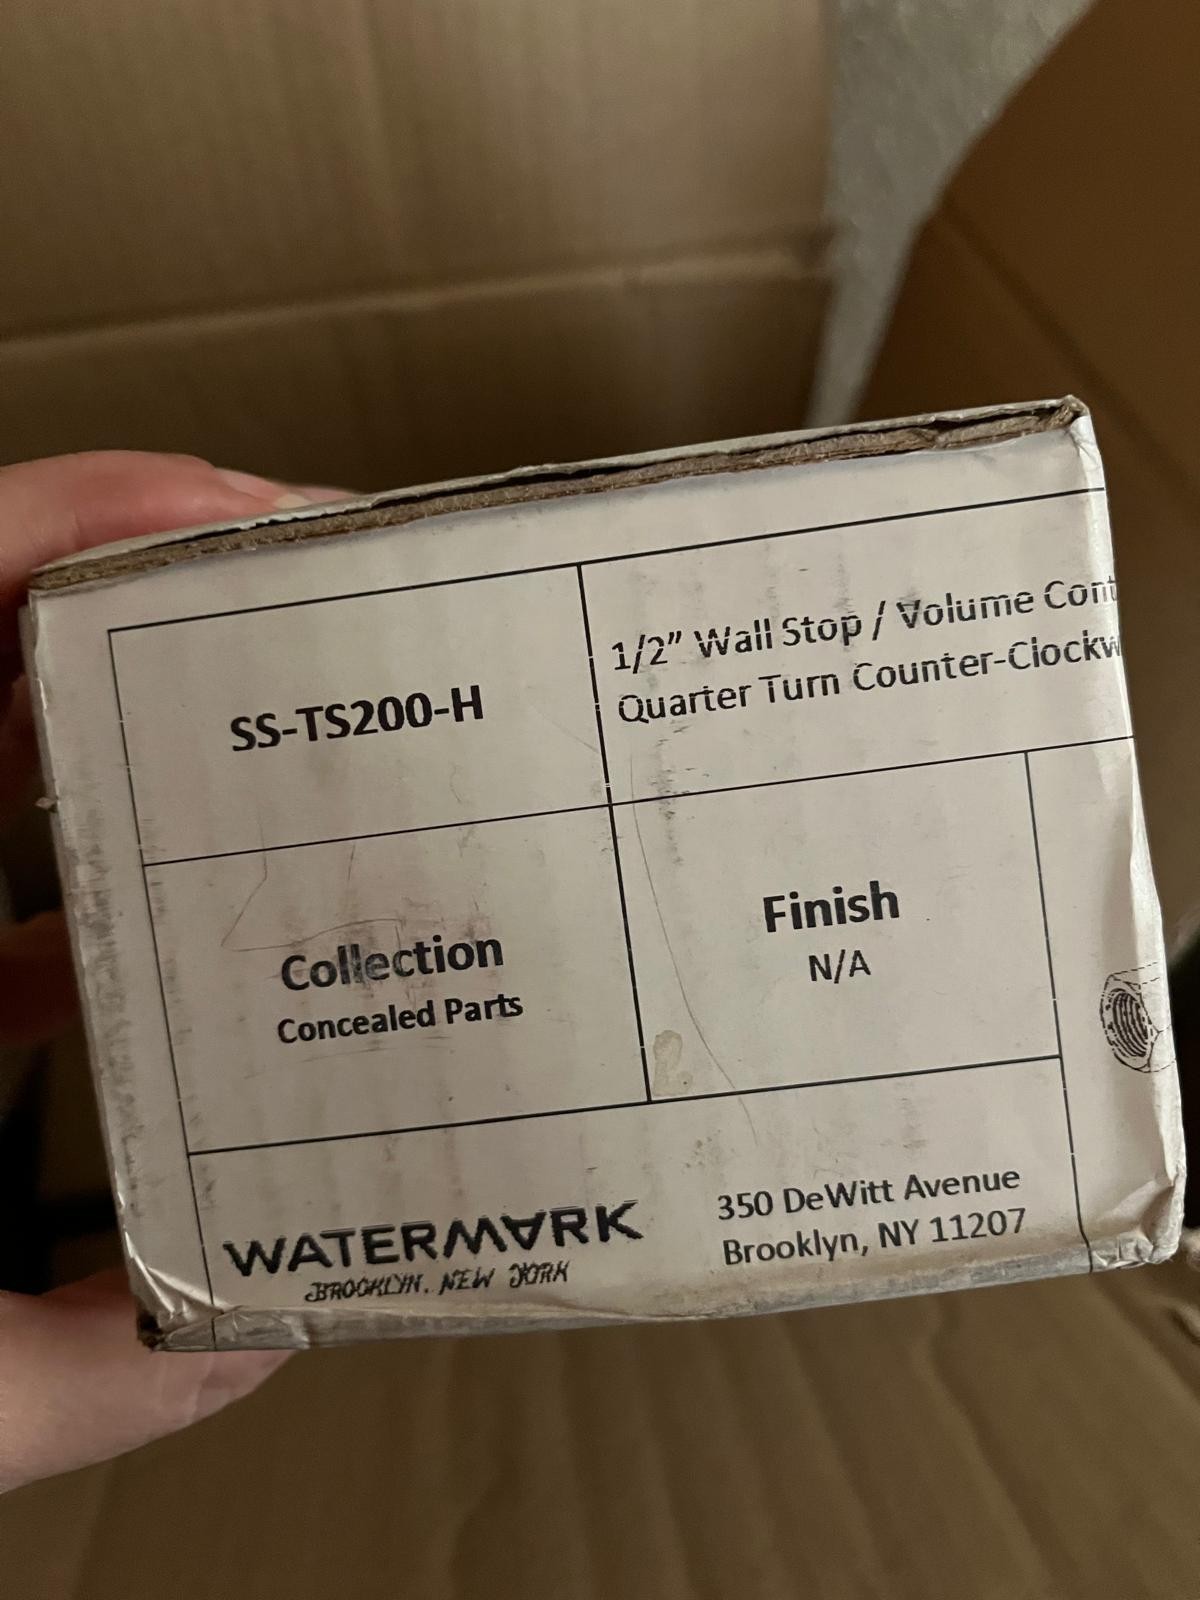 SS-TS200-H
1/2" Wall Stop / Volume Cont
Quarter Turn Counter-Clockw
Collection
Concealed Parts
Finish
N/A
WATERMARK
BROOKLYN, NEW YORK
350 DeWitt Avenue
Brooklyn, NY 11207